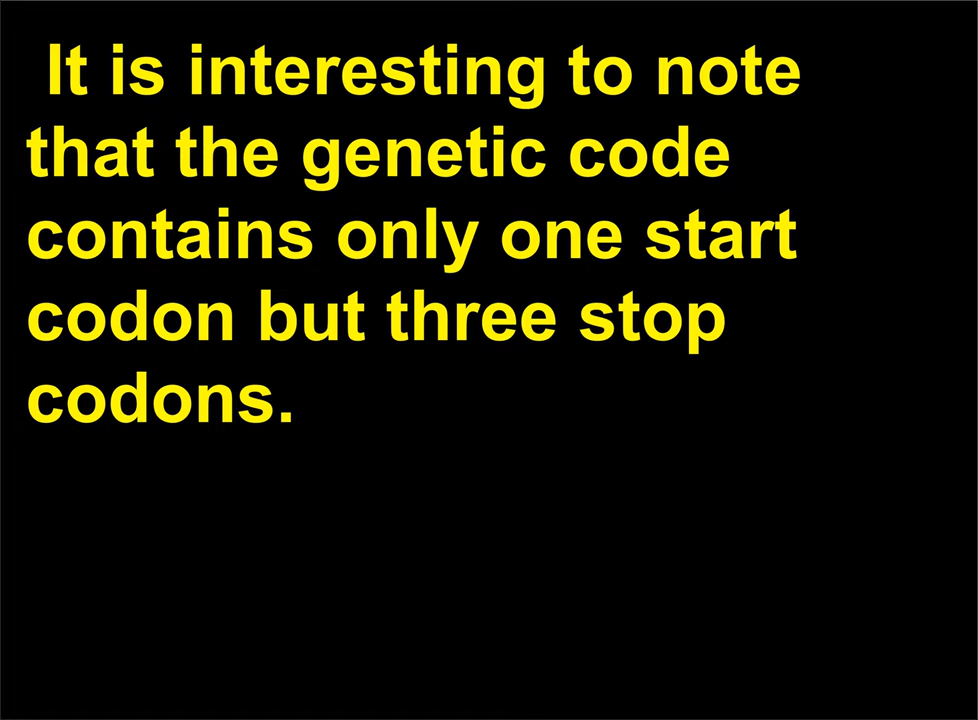 It is interesting to note
that the genetic code
contains only one start
codon but three stop
codons.